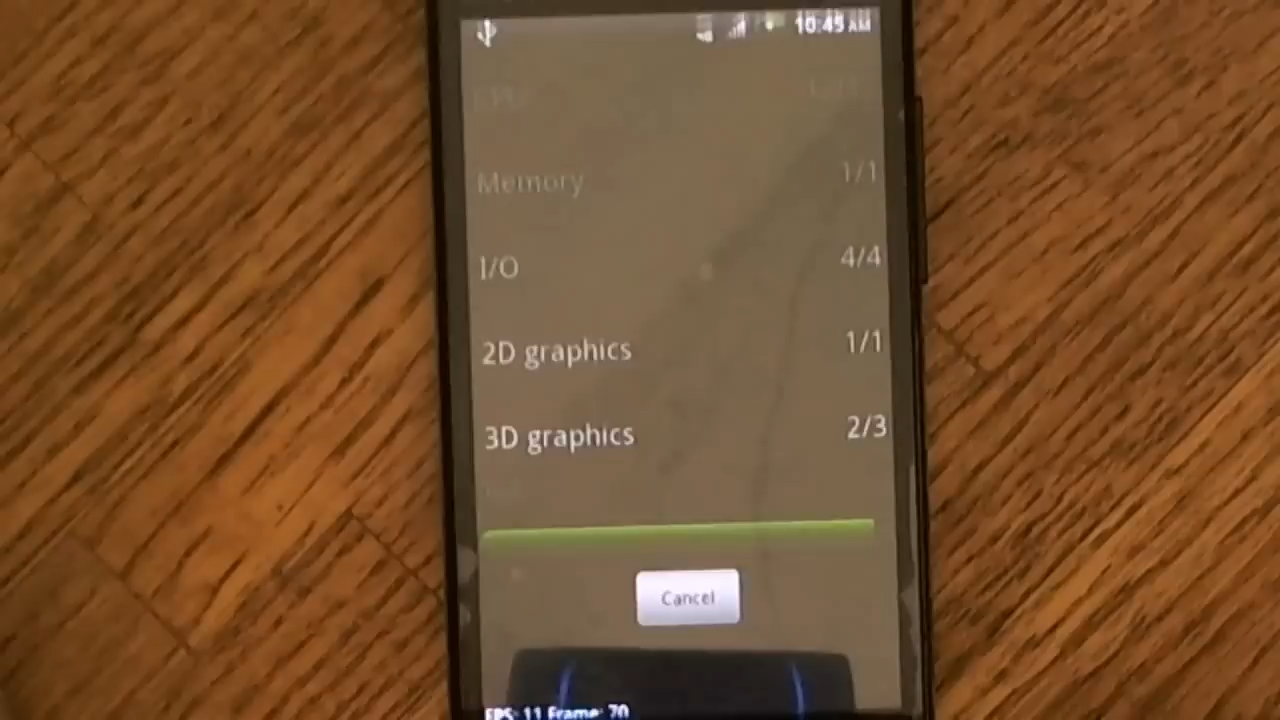 10:45 AM
CPU
Memory 1/1
I/O 4/4
2D graphics 1/1
3D graphics 2/3
Cancel
FPS: 11 Frame: 70